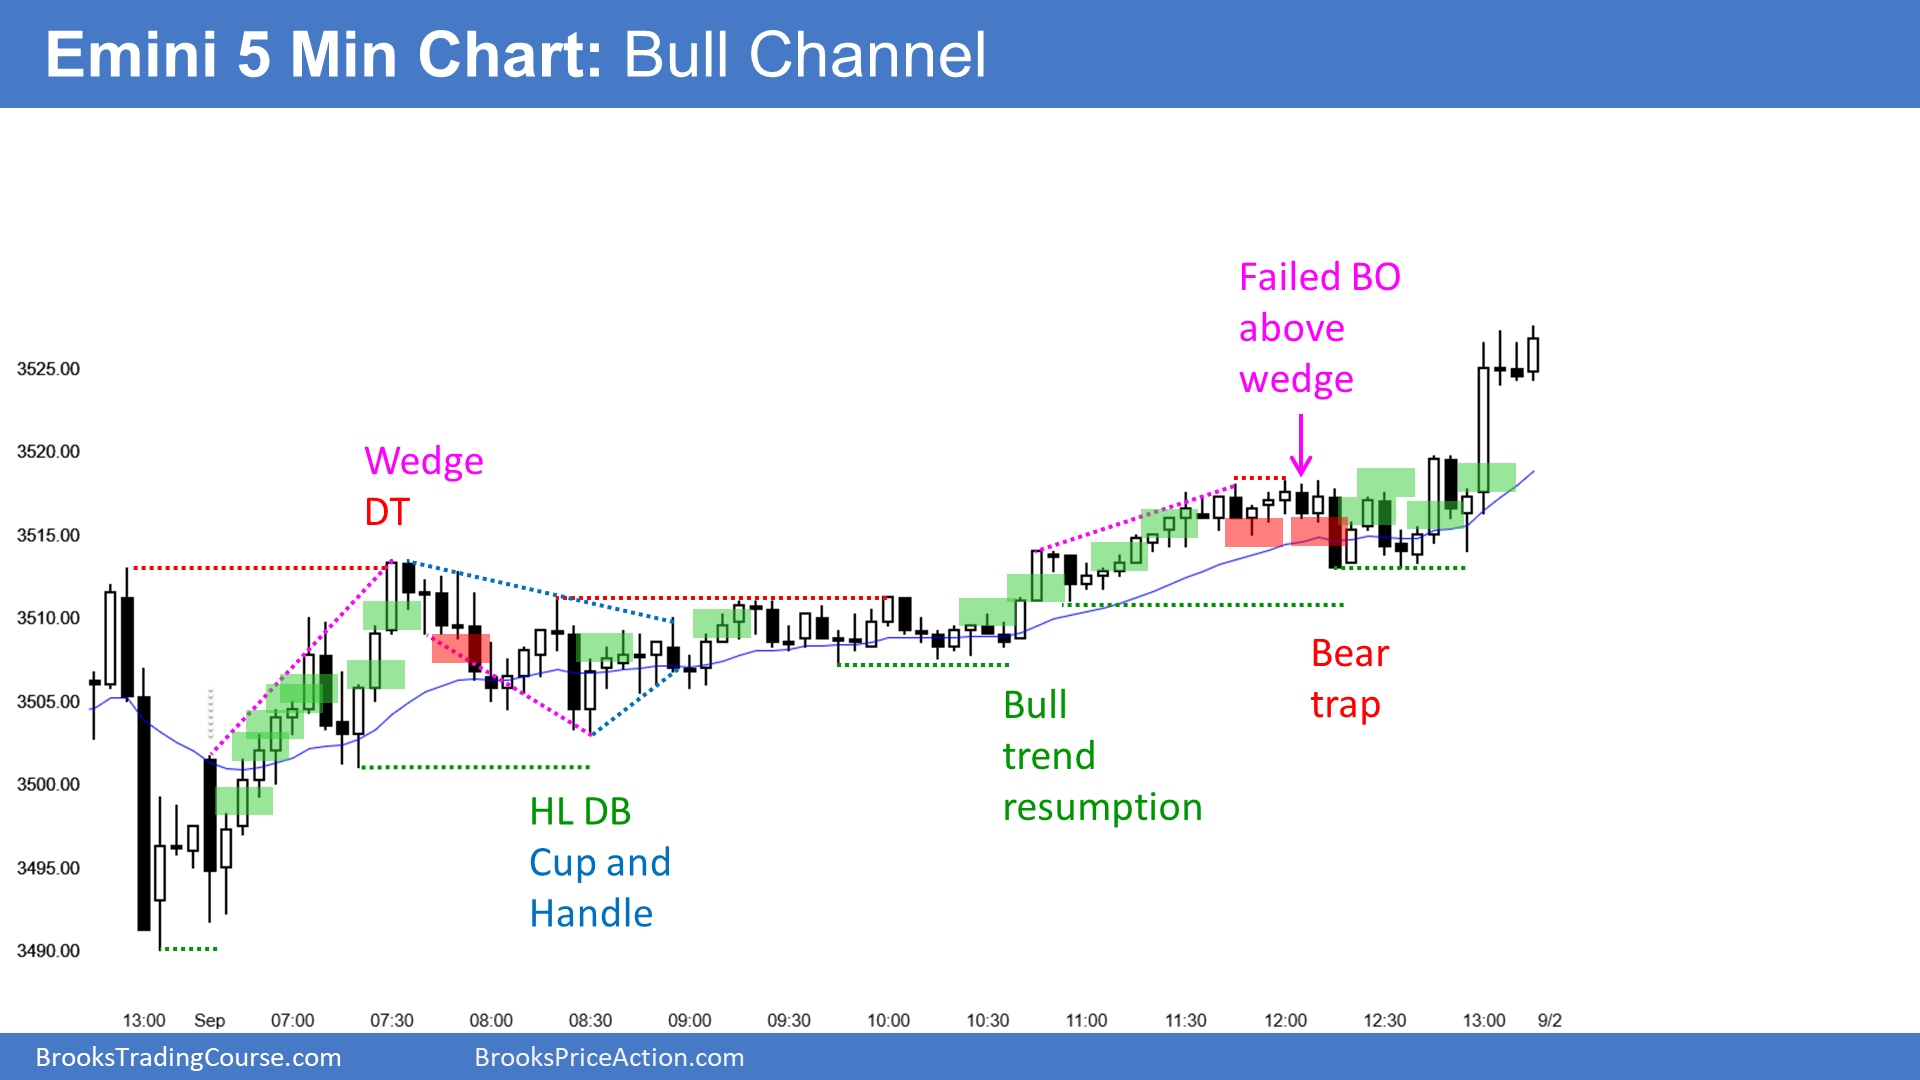 Emini 5 Min Chart: Bull Channel
Failed BO
above
wedge
3525.00
3520.00
3515.00
3510.00
3505.00
3500.00
3495.00
3490.00
Wedge
DT
HL DB
Cup and
Handle
Bull
trend
resumption
Bear
trap
13:00 Sep 07:00 07:30 08:00 08:30 09:00 09:30 10:00 10:30 11:00 11:30 12:00 12:30 13:00 9/2
BrooksTradingCourse.com BrooksPriceAction.com